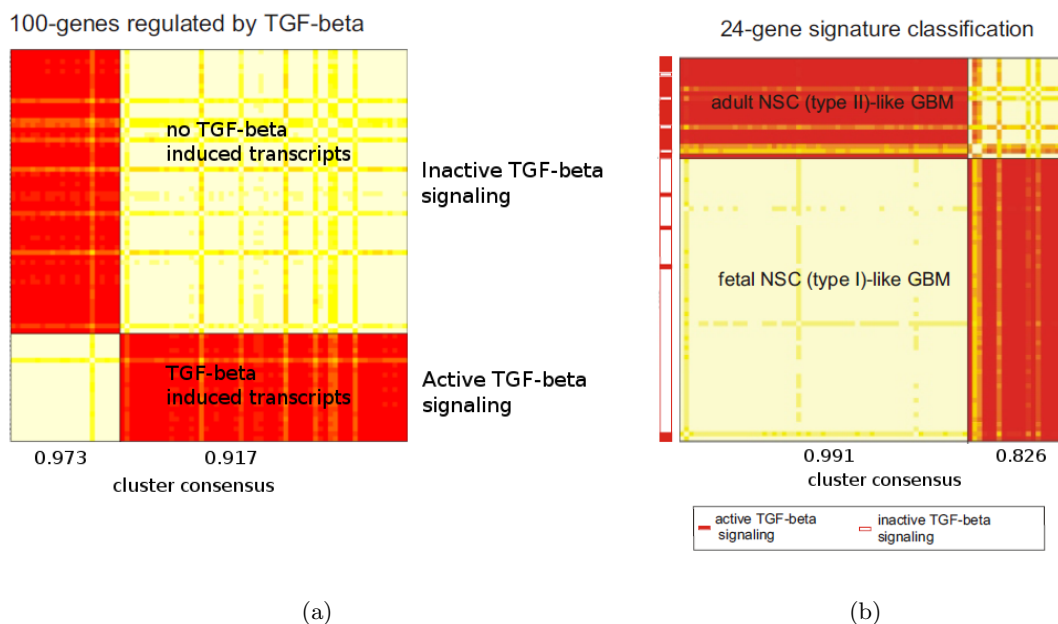 100-genes regulated by TGF-beta
no TGF-beta
induced transcripts
Inactive TGF-beta
signaling
TGF-beta
induced transcripts
Active TGF-beta
signaling
0.973
0.917
cluster consensus
(a)
24-gene signature classification
adult NSC (type II)-like GBM
fetal NSC (type I)-like GBM
0.991
0.826
cluster consensus
active TGF-beta
signaling
inactive TGF-beta
signaling
(b)